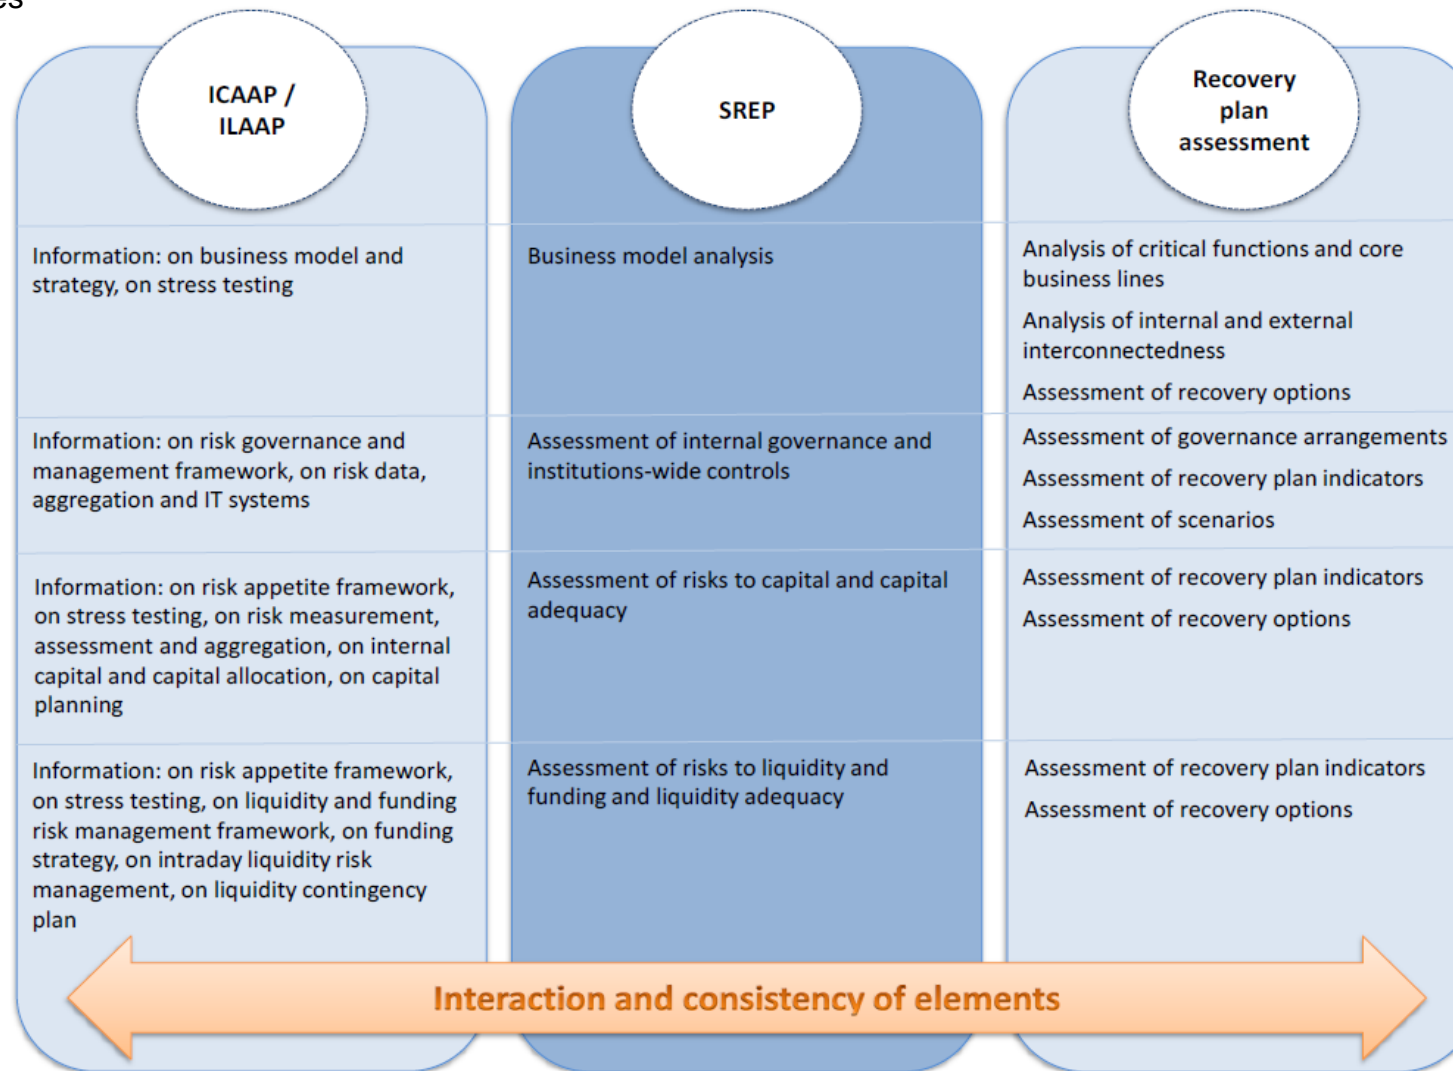 ICAAP /
ILAAP
SREP
Recovery
plan
assessment
Information: on business model and
strategy, on stress testing
Business model analysis
Analysis of critical functions and core
business lines
Analysis of internal and external
interconnectedness
Assessment of recovery options
Information: on risk governance and
management framework, on risk data,
aggregation and IT systems
Assessment of internal governance and
institutions-wide controls
Assessment of governance arrangements
Assessment of recovery plan indicators
Assessment of scenarios
Information: on risk appetite framework,
on stress testing, on risk measurement,
assessment and aggregation, on internal
capital and capital allocation, on capital
planning
Assessment of risks to capital and capital
adequacy
Assessment of recovery plan indicators
Assessment of recovery options
Information: on risk appetite framework,
on stress testing, on liquidity and funding
risk management framework, on funding
strategy, on intraday liquidity risk
management, on liquidity contingency
plan
Assessment of risks to liquidity and
funding and liquidity adequacy
Assessment of recovery plan indicators
Assessment of recovery options
Interaction and consistency of elements